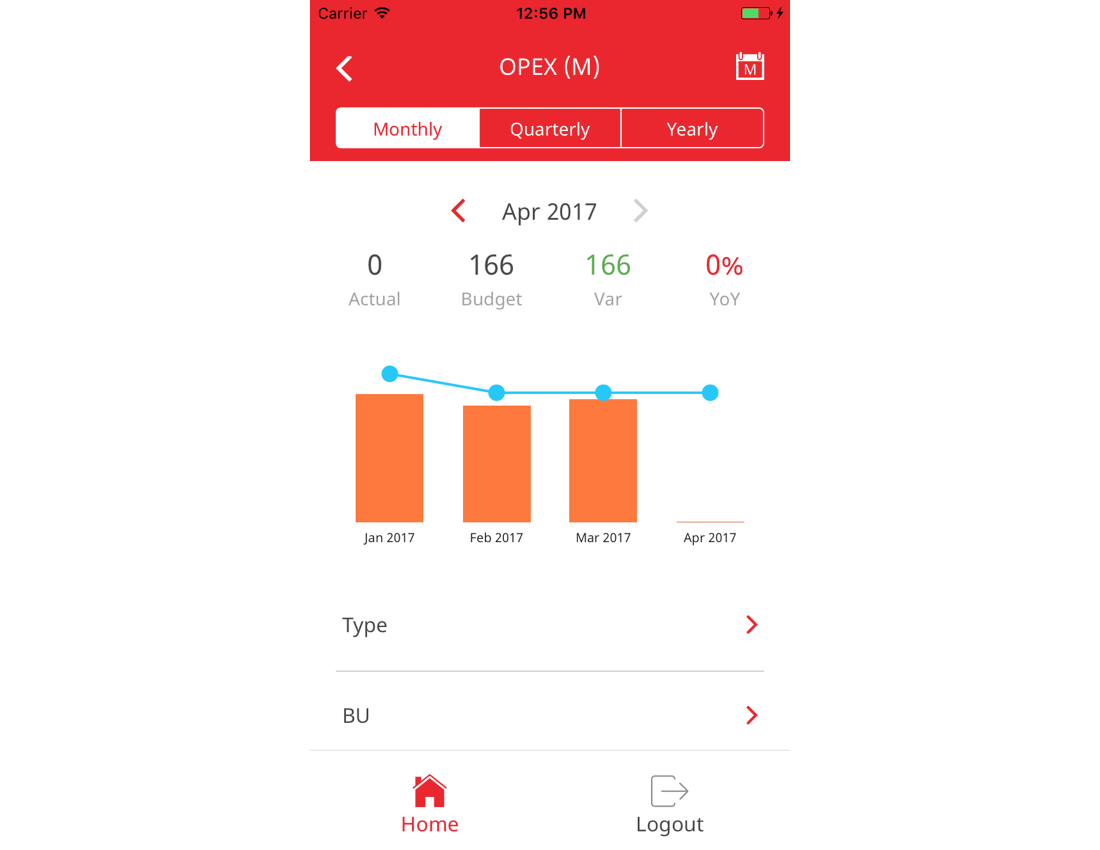 Carrier 12:56 PM
OPEX (M) M
Monthly Quarterly Yearly
Apr 2017
0 166 166 0%
Actual Budget Var YoY
Jan 2017 Feb 2017 Mar 2017 Apr 2017
Type
BU
Home Logout